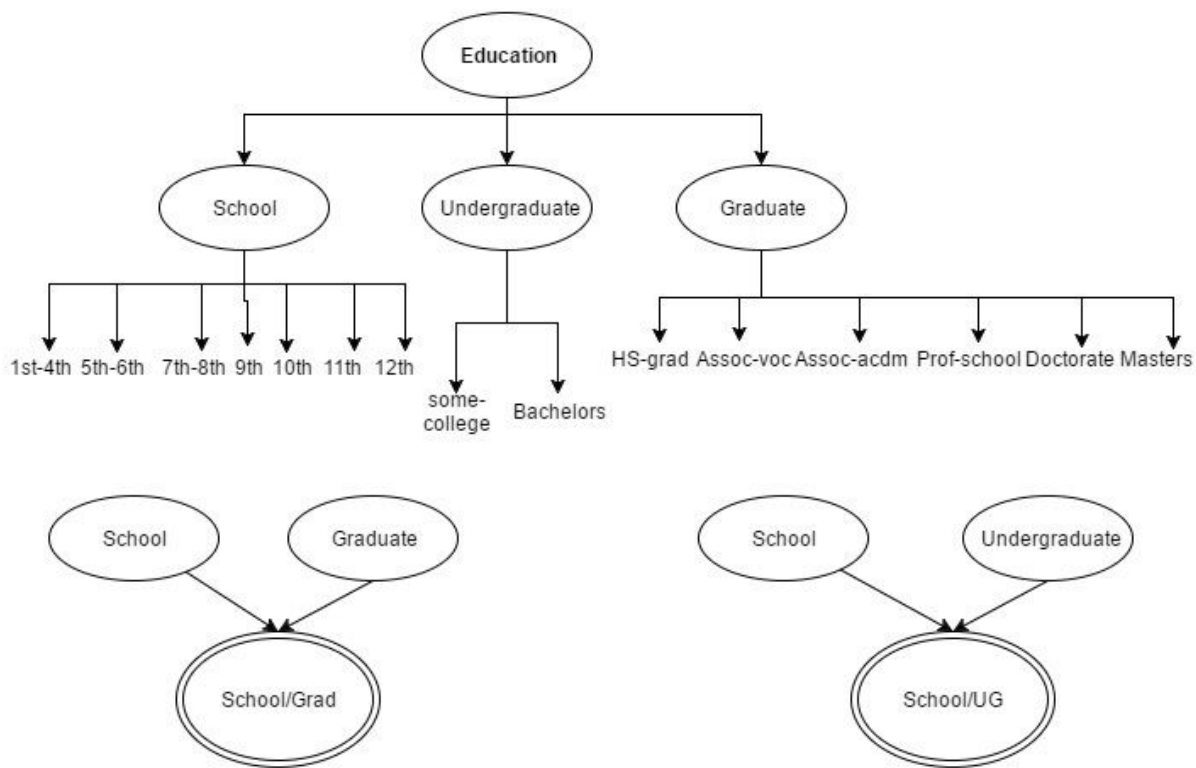 Education
School
Undergraduate
Graduate
1st-4th
5th-6th
7th-8th
9th
10th
11th
12th
some-
college
Bachelors
HS-grad
Assoc-voc
Assoc-acdm
Prof-school
Doctorate
Masters
School
Graduate
School/Grad
School
Undergraduate
School/UG